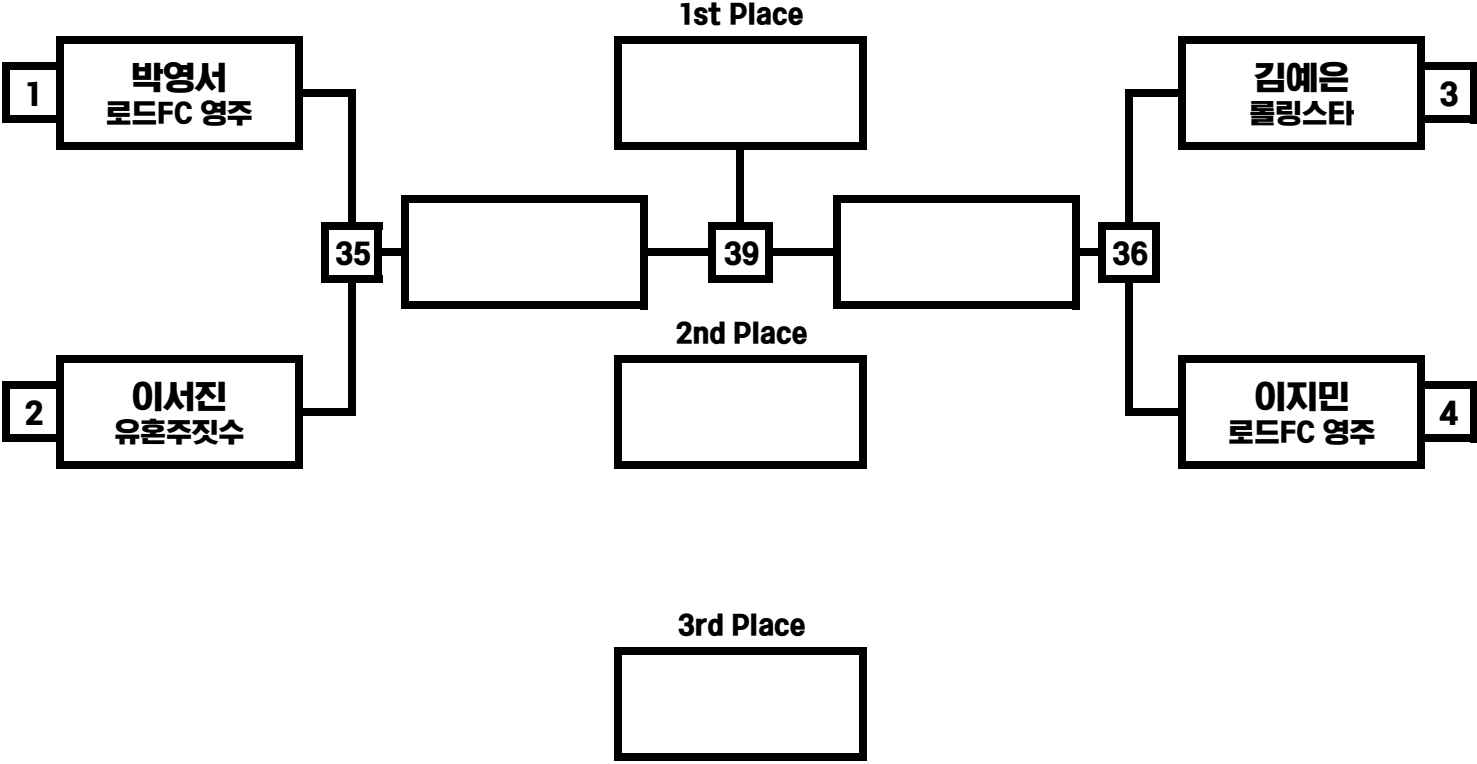 1st Place
1
박영서
로드FC 영주
김예은
롤링스타
3
35
39
36
2nd Place
2
이서진
유혼주짓수
이지민
로드FC 영주
4
3rd Place